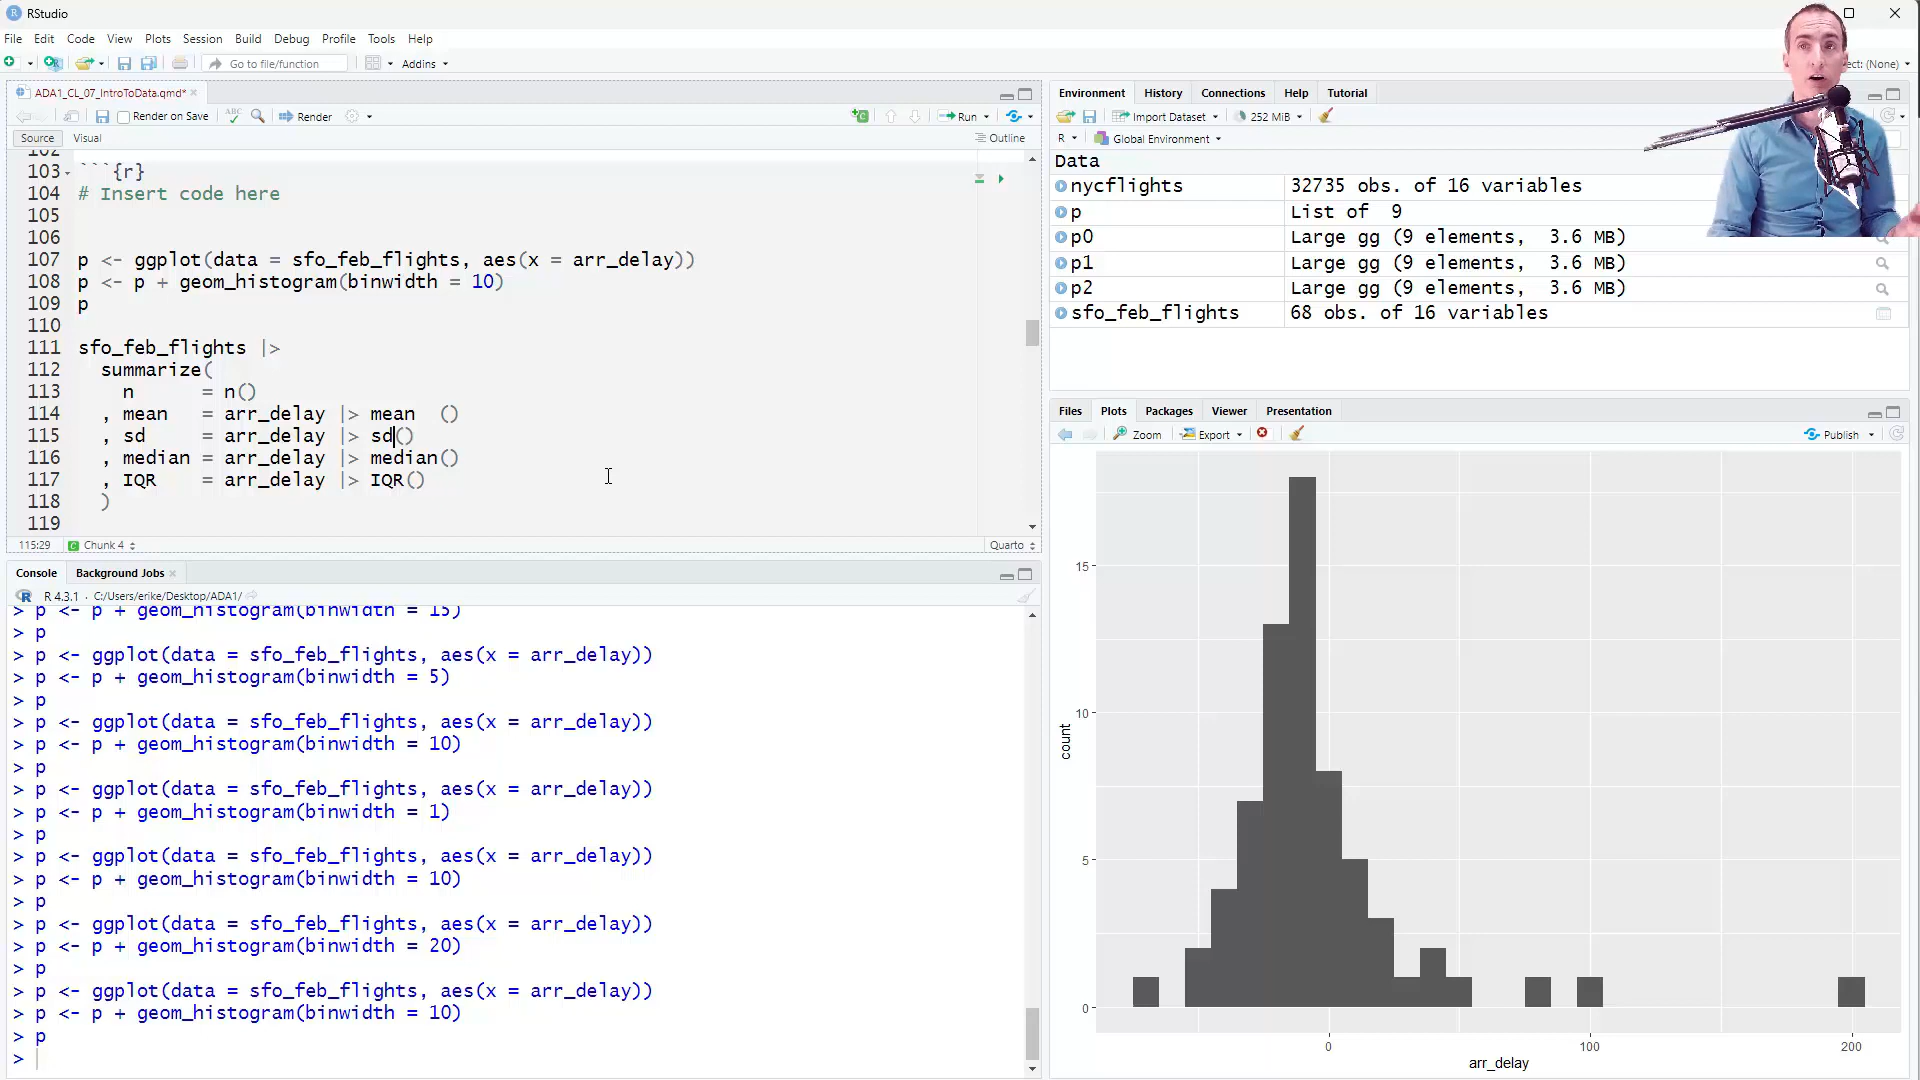 RStudio
File Edit Code View Plots Session Build Debug Profile Tools Help
Go to file/function Addins
ect: (None)
ADA1_CL_07_IntroToData.qmd*
Render on Save ABC Render Run
Source Visual Outline
102
103 ```{r}
104 # Insert code here
105
106
107 p <- ggplot(data = sfo_feb_flights, aes(x = arr_delay))
108 p <- p + geom_histogram(binwidth = 10)
109 p
110
111 sfo_feb_flights |>
112 summarize(
113 n = n()
114 , mean = arr_delay |> mean ()
115 , sd = arr_delay |> sd()
116 , median = arr_delay |> median()
117 , IQR = arr_delay |> IQR()
118 )
119
115:29 Chunk 4 Quarto
Console Background Jobs
R 4.3.1 · C:/Users/erike/Desktop/ADA1/
> p <- p + geom_histogram(binwidth = 15)
> p
> p <- ggplot(data = sfo_feb_flights, aes(x = arr_delay))
> p <- p + geom_histogram(binwidth = 5)
> p
> p <- ggplot(data = sfo_feb_flights, aes(x = arr_delay))
> p <- p + geom_histogram(binwidth = 10)
> p
> p <- ggplot(data = sfo_feb_flights, aes(x = arr_delay))
> p <- p + geom_histogram(binwidth = 1)
> p
> p <- ggplot(data = sfo_feb_flights, aes(x = arr_delay))
> p <- p + geom_histogram(binwidth = 10)
> p
> p <- ggplot(data = sfo_feb_flights, aes(x = arr_delay))
> p <- p + geom_histogram(binwidth = 20)
> p
> p <- ggplot(data = sfo_feb_flights, aes(x = arr_delay))
> p <- p + geom_histogram(binwidth = 10)
> p
>
Environment History Connections Help Tutorial
Import Dataset 252 MiB
R Global Environment
Data
nycflights 32735 obs. of 16 variables
p List of 9
p0 Large gg (9 elements, 3.6 MB)
p1 Large gg (9 elements, 3.6 MB)
p2 Large gg (9 elements, 3.6 MB)
sfo_feb_flights 68 obs. of 16 variables
Files Plots Packages Viewer Presentation
Zoom Export Publish
15
10
5
0
count
0 100 200
arr_delay